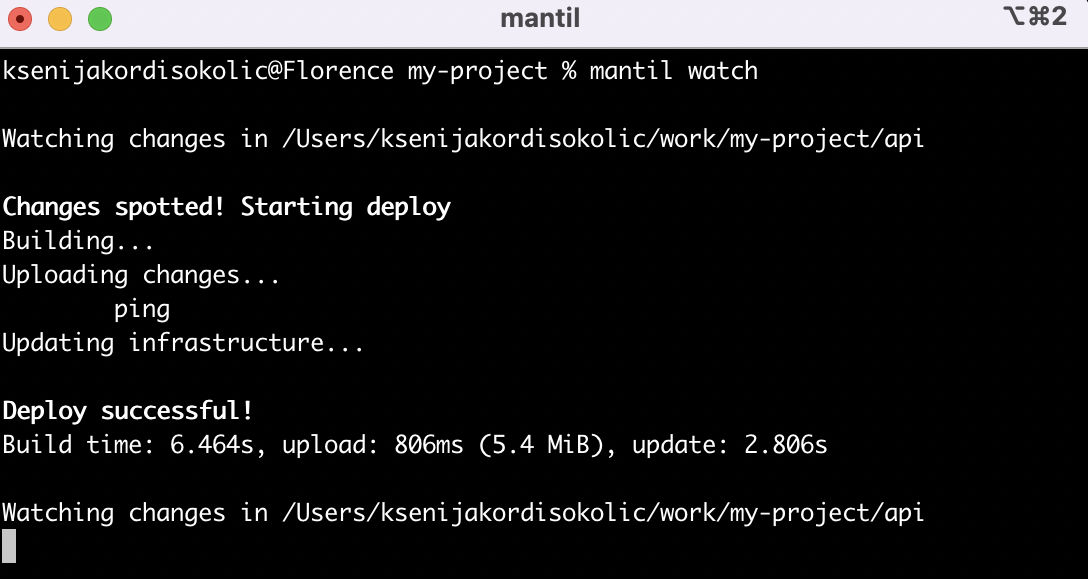 mantil
⌥⌘2
ksenijakordisokolic@Florence my-project % mantil watch
Watching changes in /Users/ksenijakordisokolic/work/my-project/api
Changes spotted! Starting deploy
Building...
Uploading changes...
ping
Updating infrastructure...
Deploy successful!
Build time: 6.464s, upload: 806ms (5.4 MiB), update: 2.806s
Watching changes in /Users/ksenijakordisokolic/work/my-project/api